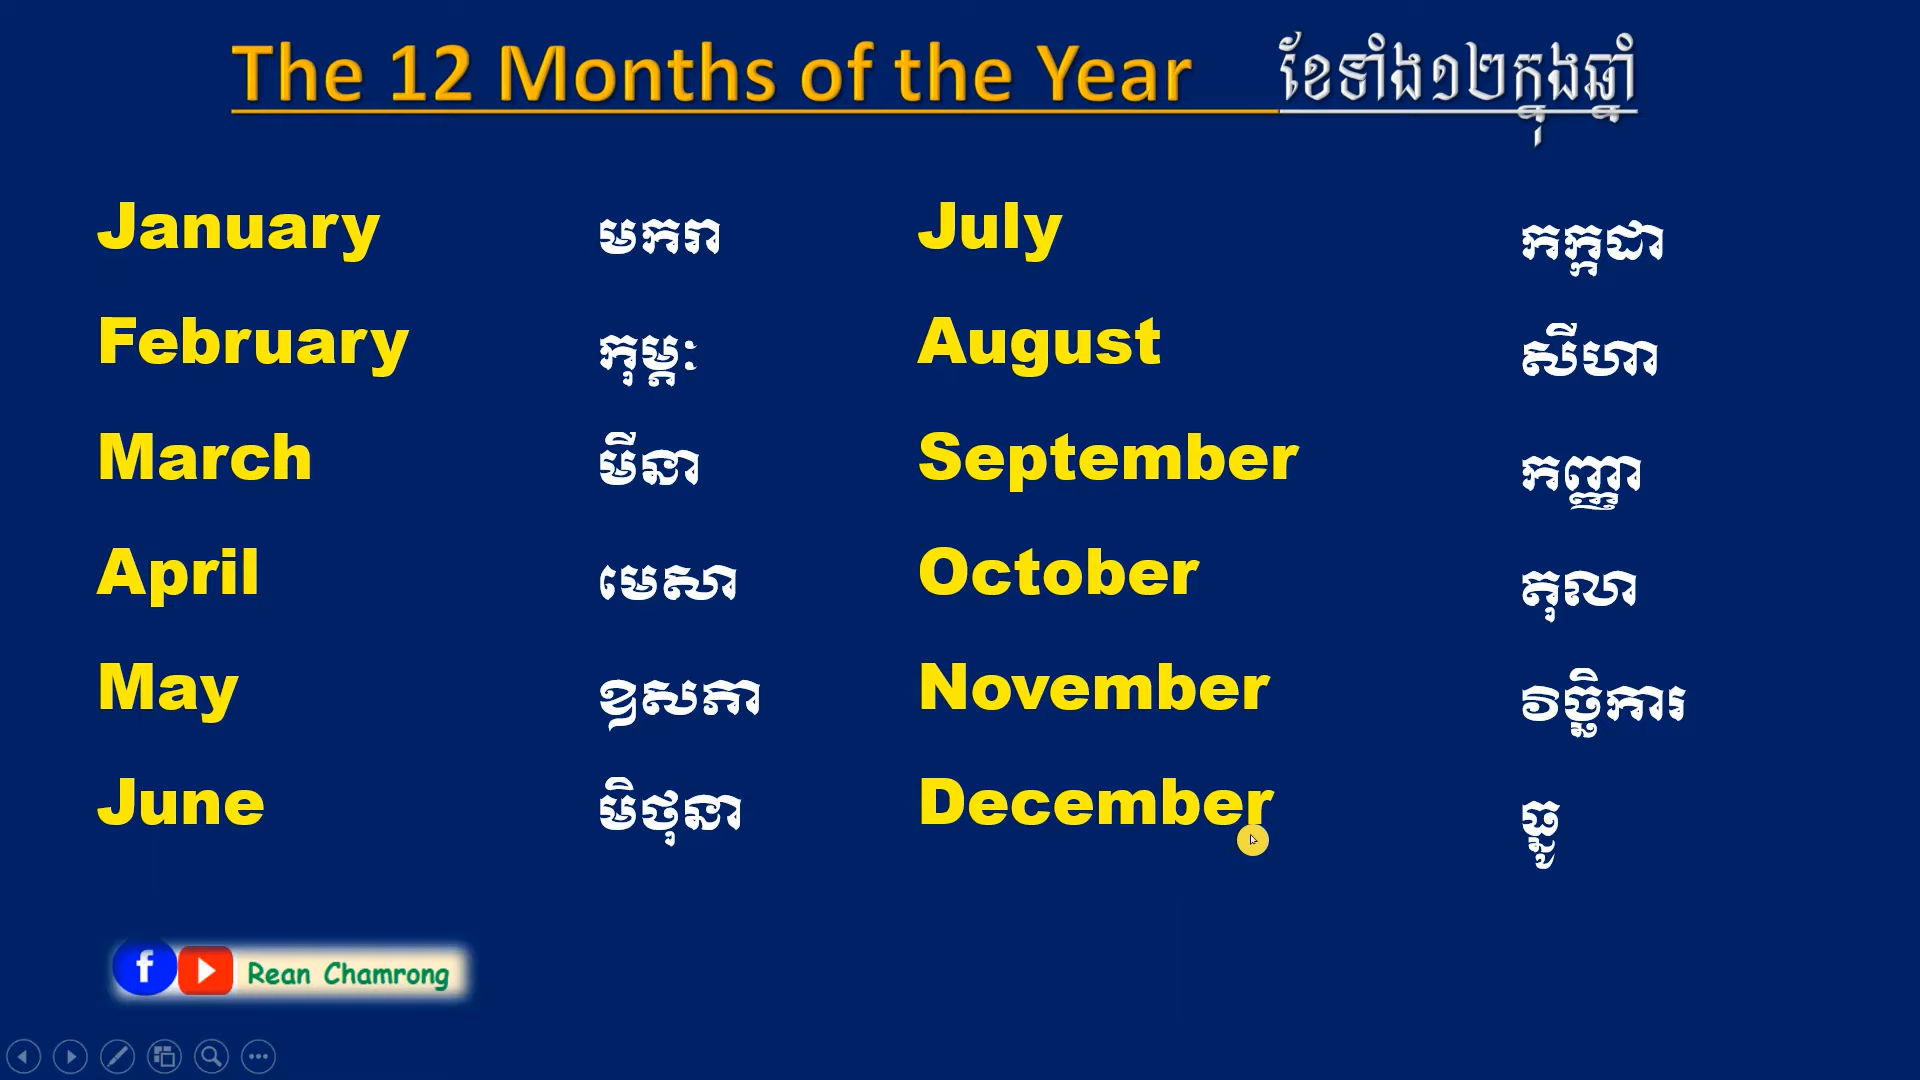 The 12 Months of the Year ខែទាំង១២ក្នុងឆ្នាំ
January មករា July កក្កដា
February កុម្ភៈ August សីហា
March មីនា September កញ្ញា
April មេសា October តុលា
May ឧសភា November វិច្ឆិការ
June មិថុនា December ធ្នូ
f Rean Chamrong